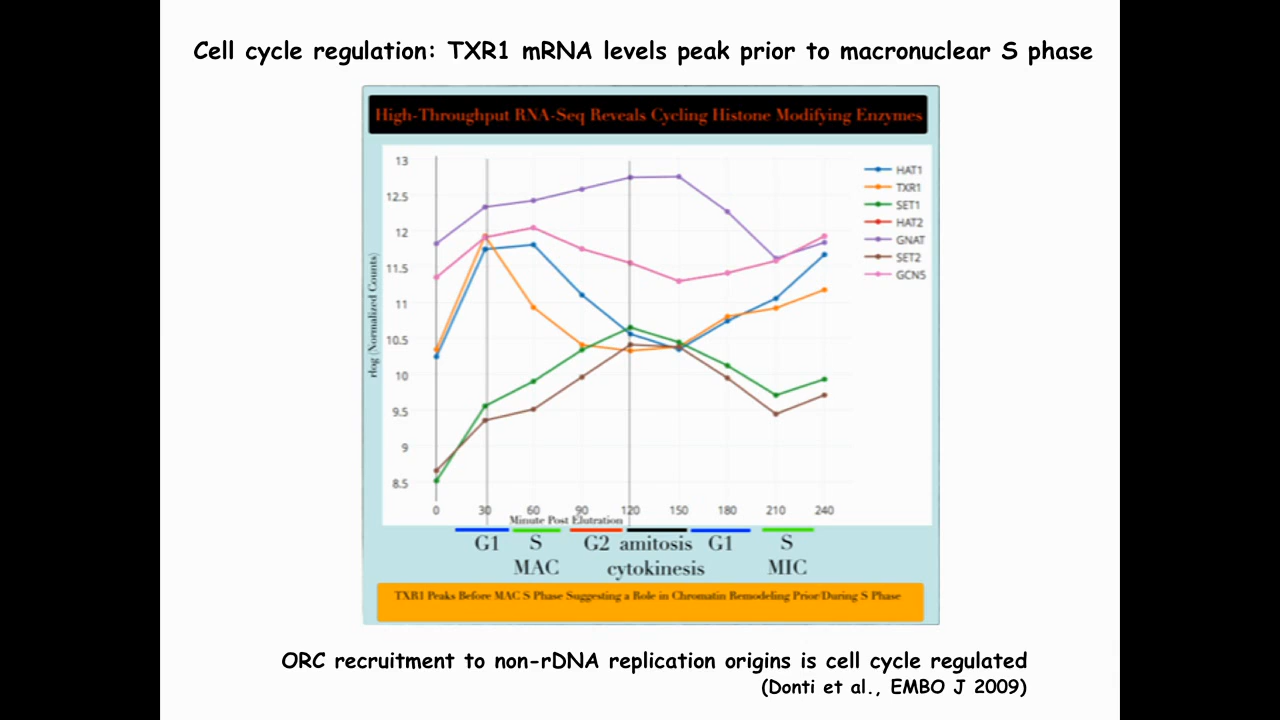 Cell cycle regulation: TXR1 mRNA levels peak prior to macronuclear S phase
High-Throughput RNA-Seq Reveals Cycling Histone Modifying Enzymes
13
12.5
12
11.5
11
10.5
10
9.5
9
8.5
rlog (Normalized Counts)
HAT1
TXR1
SET1
HAT2
GNAT
SET2
GCN5
0 30 60 90 120 150 180 210 240
Minute Post Elutration
G1 S G2 amitosis G1 S
MAC cytokinesis MIC
TXR1 Peaks Before MAC S Phase Suggesting a Role in Chromatin Remodeling Prior/During S Phase
ORC recruitment to non-rDNA replication origins is cell cycle regulated
(Donti et al., EMBO J 2009)